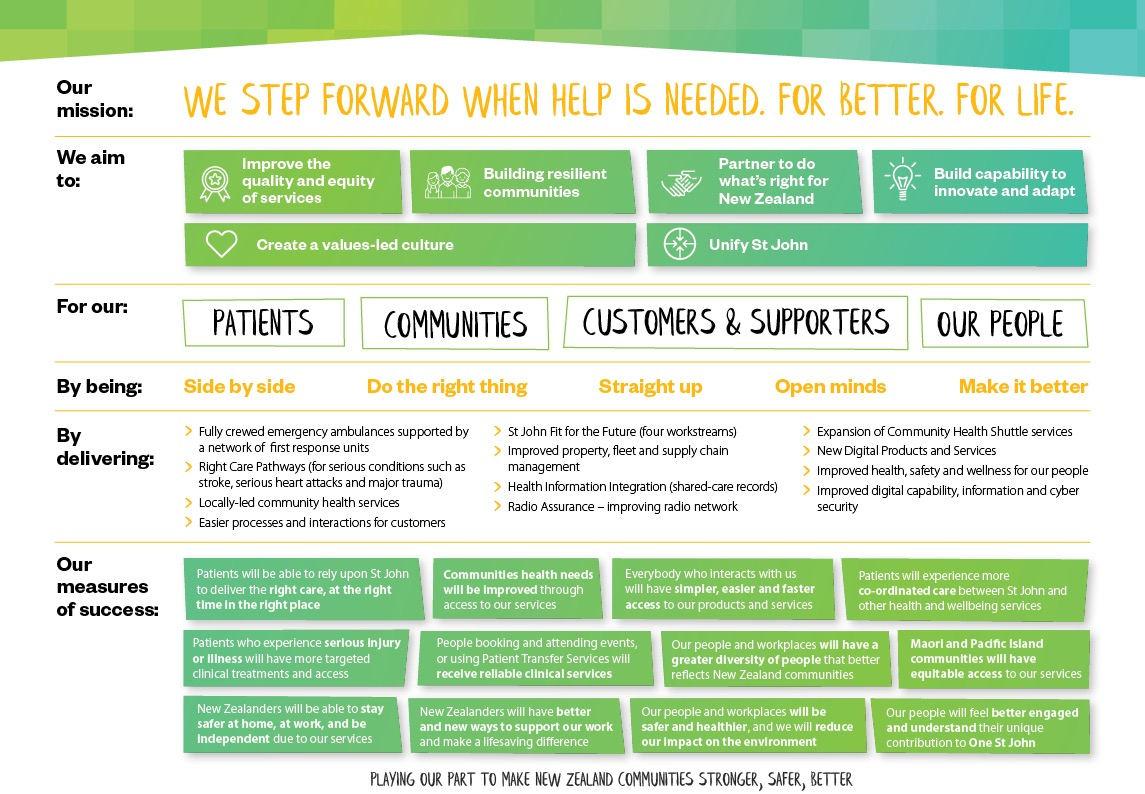 Our
mission:
WE STEP FORWARD WHEN HELP IS NEEDED. FOR BETTER. FOR LIFE.
We aim
to:
Improve the
quality and equity
of services
Building resilient
communities
Partner to do
what's right for
New Zealand
Build capability to
innovate and adapt
Create a values-led culture
Unify St John
For our:
PATIENTS
COMMUNITIES
CUSTOMERS & SUPPORTERS
OUR PEOPLE
By being:
Side by side
Do the right thing
Straight up
Open minds
Make it better
By
delivering:
Fully crewed emergency ambulances supported by
a network of first response units
Right Care Pathways (for serious conditions such as
stroke, serious heart attacks and major trauma)
Locally-led community health services
Easier processes and interactions for customers
St John Fit for the Future (four workstreams)
Improved property, fleet and supply chain
management
Health Information Integration (shared-care records)
Radio Assurance – improving radio network
Expansion of Community Health Shuttle services
New Digital Products and Services
Improved health, safety and wellness for our people
Improved digital capability, information and cyber
security
Our
measures
of success:
Patients will be able to rely upon St John
to deliver the right care, at the right
time in the right place
Communities health needs
will be improved through
access to our services
Everybody who interacts with us
will have simpler, easier and faster
access to our products and services
Patients will experience more
co-ordinated care between St John and
other health and wellbeing services
Patients who experience serious injury
or illness will have more targeted
clinical treatments and access
People booking and attending events,
or using Patient Transfer Services will
receive reliable clinical services
Our people and workplaces will have a
greater diversity of people that better
reflects New Zealand communities
Maori and Pacific Island
communities will have
equitable access to our services
New Zealanders will be able to stay
safer at home, at work, and be
independent due to our services
New Zealanders will have better
and new ways to support our work
and make a lifesaving difference
Our people and workplaces will be
safer and healthier, and we will reduce
our impact on the environment
Our people will feel better engaged
and understand their unique
contribution to One St John
PLAYING OUR PART TO MAKE NEW ZEALAND COMMUNITIES STRONGER, SAFER, BETTER